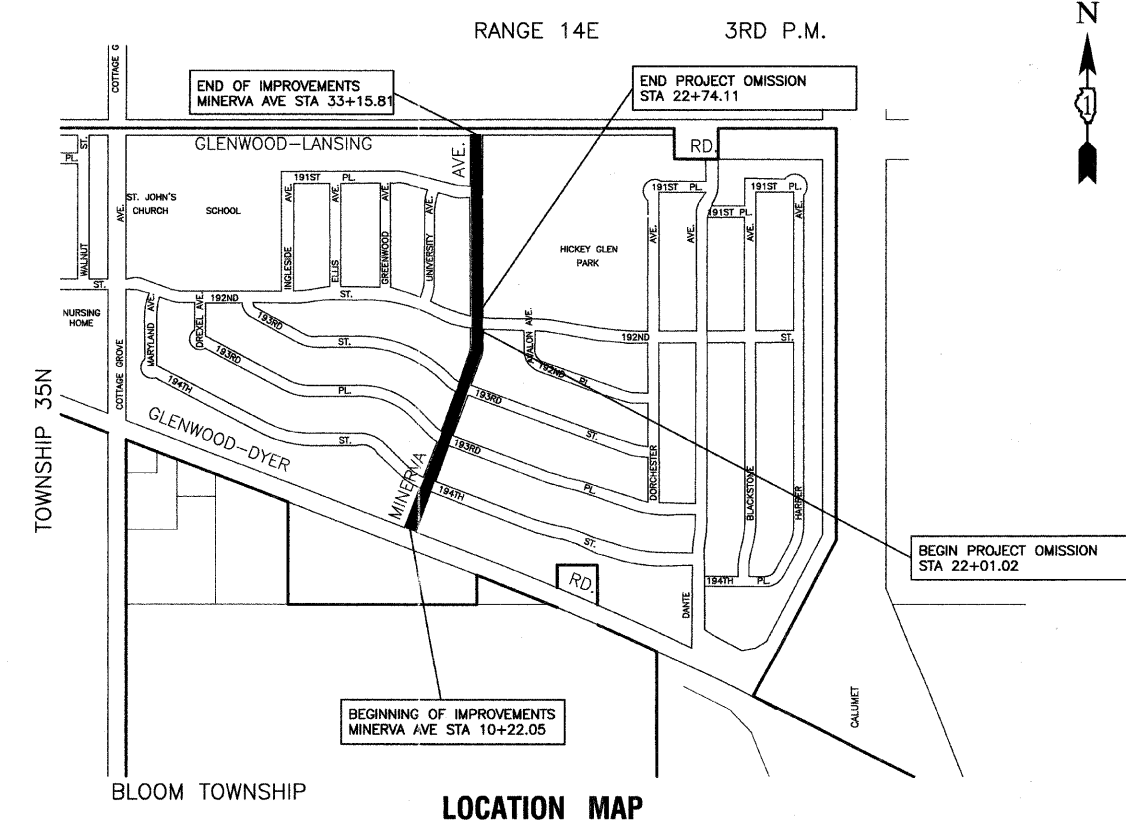 RANGE 14E
3RD P.M.
N
COTTAGE G
END OF IMPROVEMENTS
MINERVA AVE STA 33+15.81
END PROJECT OMISSION
STA 22+74.11
GLENWOOD-LANSING
RD.
AVE.
ST.
PL.
191ST PL.
191ST PL.
191ST PL.
191ST PL.
ST. JOHN'S
CHURCH
SCHOOL
AVE.
AVE.
AVE.
AVE.
AVE.
AVE.
AVE.
AVE.
AVE.
WALNUT
INGLESIDE
ELLIS
GREENWOOD
UNIVERSITY
HICKEY GLEN
PARK
ST.
192ND
ST.
NURSING
HOME
MARYLAND AVE.
DREXEL AVE.
193RD
ST.
AVALON AVE.
192ND
ST.
COTTAGE GROVE
193RD
PL.
192ND PL.
194TH
ST.
193RD
ST.
TOWNSHIP 35N
GLENWOOD-DYER
MINERVA
193RD
PL.
DORCHESTER
BLACKSTONE
HARPER
194TH
ST.
BEGIN PROJECT OMISSION
STA 22+01.02
RD.
194TH PL.
DANTE
BEGINNING OF IMPROVEMENTS
MINERVA AVE STA 10+22.05
CALUMET
BLOOM TOWNSHIP
LOCATION MAP
1